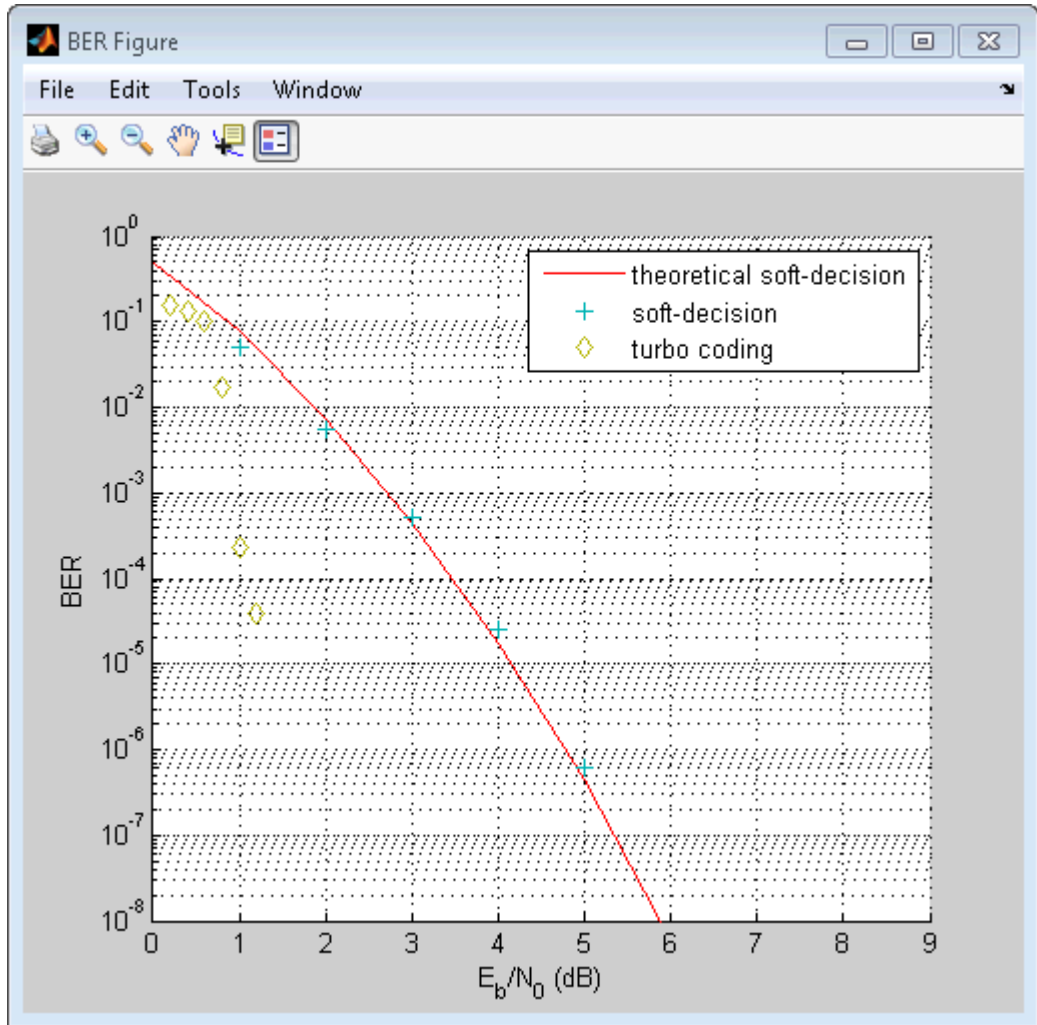 BER Figure
File Edit Tools Window
10^0
10^-1
10^-2
10^-3
10^-4
10^-5
10^-6
10^-7
10^-8
BER
theoretical soft-decision
soft-decision
turbo coding
0 1 2 3 4 5 6 7 8 9
E_b/N_0 (dB)